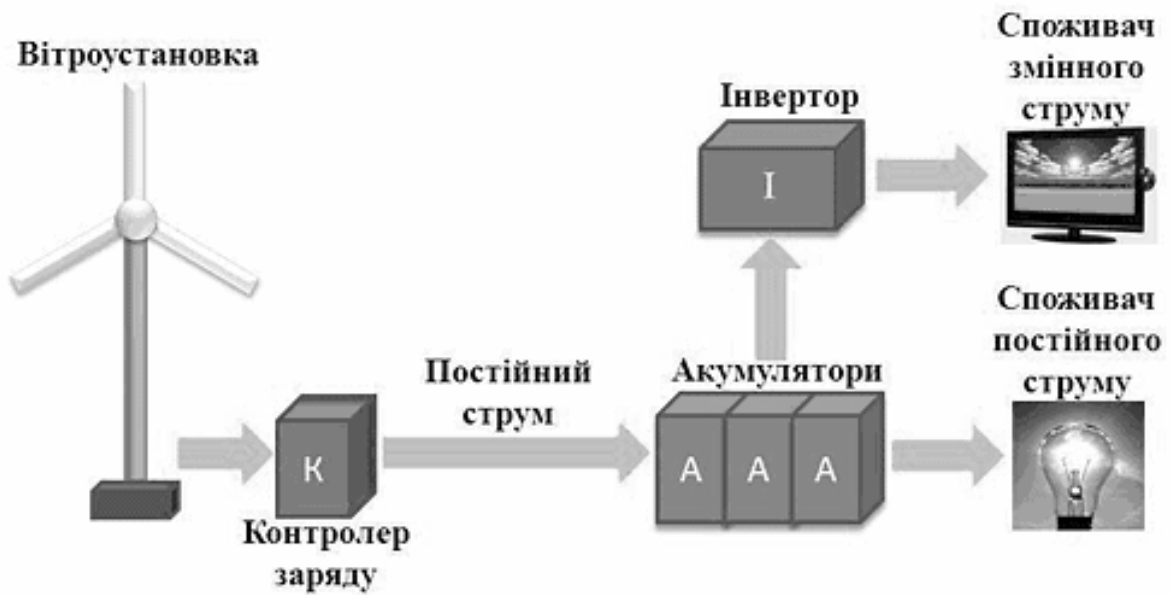 Вітроустановка
Споживач
змінного
струму
Інвертор
І
Споживач
постійного
струму
Постійний
струм
Акумулятори
К
А А А
Контролер
заряду